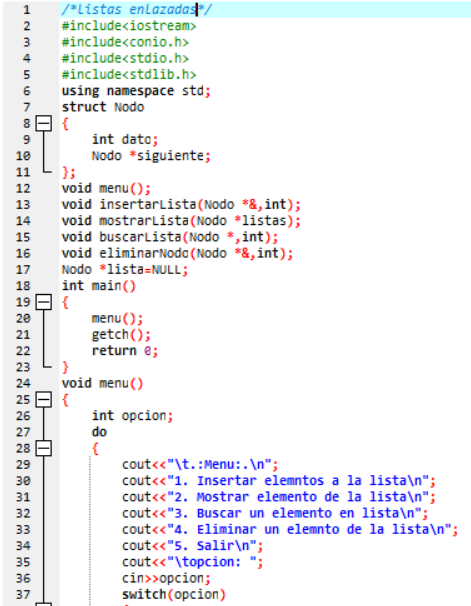 1 /*Listas enlazadas*/
2 #include<iostream>
3 #include<conio.h>
4 #include<stdio.h>
5 #include<stdlib.h>
6 using namespace std;
7 struct Nodo
8 {
9 int dato;
10 Nodo *siguiente;
11 };
12 void menu();
13 void insertarLista(Nodo *&,int);
14 void mostrarLista(Nodo *listas);
15 void buscarLista(Nodo *,int);
16 void eliminarNodo(Nodo *&,int);
17 Nodo *lista=NULL;
18 int main()
19 {
20 menu();
21 getch();
22 return 0;
23 }
24 void menu()
25 {
26 int opcion;
27 do
28 {
29 cout<<"\t.:Menu:.\n";
30 cout<<"1. Insertar elemntos a la lista\n";
31 cout<<"2. Mostrar elemento de la lista\n";
32 cout<<"3. Buscar un elemento en lista\n";
33 cout<<"4. Eliminar un elemnto de la lista\n";
34 cout<<"5. Salir\n";
35 cout<<"\topcion: ";
36 cin>>opcion;
37 switch(opcion)